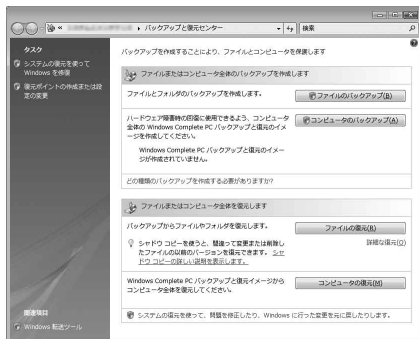 « ▸ バックアップと復元センター
検索
タスク
システムの復元を使って
Windows を修復
復元ポイントの作成または設
定の変更
関連項目
Windows 転送ツール
バックアップを作成することにより、ファイルとコンピュータを保護します
ファイルまたはコンピュータ全体のバックアップを作成します
ファイルとフォルダのバックアップを作成します。
ファイルのバックアップ(B)
ハードウェア障害時の回復に使用できるよう、コンピュータ
全体の Windows Complete PC バックアップと復元のイメ
ージを作成してください。
コンピュータのバックアップ(A)
Windows Complete PC バックアップと復元のイメー
ジが作成されていません。
どの種類のバックアップを作成する必要がありますか?
ファイルまたはコンピュータ全体を復元します
バックアップからファイルやフォルダを復元します。
ファイルの復元(R)
シャドウ コピーを使うと、間違って変更または削除し
たファイルの以前のバージョンを復元できます。 シャ
ドウ コピーの詳しい説明を表示します。
詳細な復元(O)
Windows Complete PC バックアップと復元イメージから
コンピュータ全体を復元してください。
コンピュータの復元(M)
システムの復元を使って、問題を修正したり、Windows に行った変更を元に戻したりします。